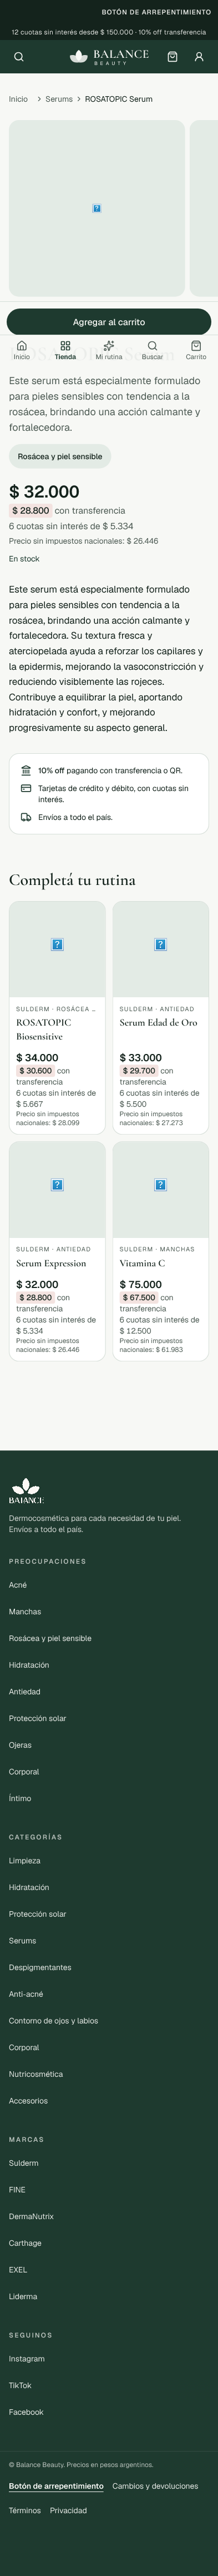 BOTÓN DE ARREPENTIMIENTO
12 cuotas sin interés desde $ 150.000 · 10% off transferencia
BALANCE
BEAUTY
Inicio > Serums > ROSATOPIC Serum
Agregar al carrito
Inicio
Tienda
Mi rutina
Buscar
Carrito
Este serum está especialmente formulado
para pieles sensibles con tendencia a la
rosácea, brindando una acción calmante y
fortalecedora.
Rosácea y piel sensible
$ 32.000
$ 28.800 con transferencia
6 cuotas sin interés de $ 5.334
Precio sin impuestos nacionales: $ 26.446
En stock
Este serum está especialmente formulado
para pieles sensibles con tendencia a la
rosácea, brindando una acción calmante y
fortalecedora. Su textura fresca y
aterciopelada ayuda a reforzar los capilares y
la epidermis, mejorando la vasoconstricción y
reduciendo visiblemente las rojeces.
Contribuye a equilibrar la piel, aportando
hidratación y confort, y mejorando
progresivamente su aspecto general.
10% off pagando con transferencia o QR.
Tarjetas de crédito y débito, con cuotas sin
interés.
Envíos a todo el país.
Completá tu rutina
SULDERM · ROSÁCEA …
ROSATOPIC
Biosensitive
$ 34.000
$ 30.600 con
transferencia
6 cuotas sin interés de
$ 5.667
Precio sin impuestos
nacionales: $ 28.099
SULDERM · ANTIEDAD
Serum Edad de Oro
$ 33.000
$ 29.700 con
transferencia
6 cuotas sin interés de
$ 5.500
Precio sin impuestos
nacionales: $ 27.273
SULDERM · ANTIEDAD
Serum Expression
$ 32.000
$ 28.800 con
transferencia
6 cuotas sin interés de
$ 5.334
Precio sin impuestos
nacionales: $ 26.446
SULDERM · MANCHAS
Vitamina C
$ 75.000
$ 67.500 con
transferencia
6 cuotas sin interés de
$ 12.500
Precio sin impuestos
nacionales: $ 61.983
BALANCE
Dermocosmética para cada necesidad de tu piel.
Envíos a todo el país.
PREOCUPACIONES
Acné
Manchas
Rosácea y piel sensible
Hidratación
Antiedad
Protección solar
Ojeras
Corporal
Íntimo
CATEGORÍAS
Limpieza
Hidratación
Protección solar
Serums
Despigmentantes
Anti-acné
Contorno de ojos y labios
Corporal
Nutricosmética
Accesorios
MARCAS
Sulderm
FINE
DermaNutrix
Carthage
EXEL
Liderma
SEGUINOS
Instagram
TikTok
Facebook
© Balance Beauty. Precios en pesos argentinos.
Botón de arrepentimiento Cambios y devoluciones
Términos Privacidad